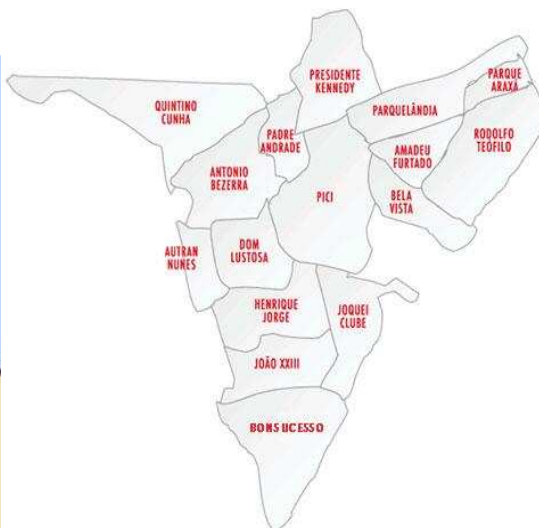 PRESIDENTE
KENNEDY
PARQUE
ARAXÁ
QUINTINO
CUNHA
PARQUELÂNDIA
PADRE
ANDRADE
RODOLFO
TEÓFILO
AMADEU
FURTADO
ANTONIO
BEZERRA
PICI
BELA
VISTA
AUTRAN
NUNES
DOM
LUSTOSA
HENRIQUE
JORGE
JOQUEI
CLUBE
JOÃO XXIII
BONSUCESSO